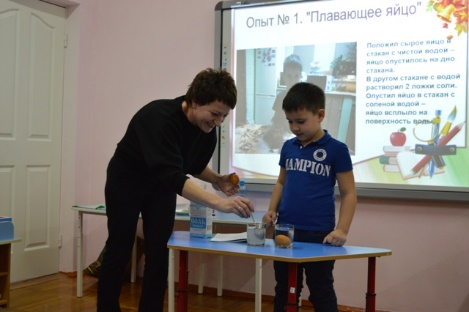 Опыт № 1. "Плавающее яйцо"
Положил сырое яйцо в
стакан с чистой водой –
яйцо опустилось на дно
стакана.
В другом стакане с водой
растворил 2 ложки соли.
Опустил яйцо в стакан с
соленой водой –
яйцо всплыло на
поверхность воды.
CHAMPION